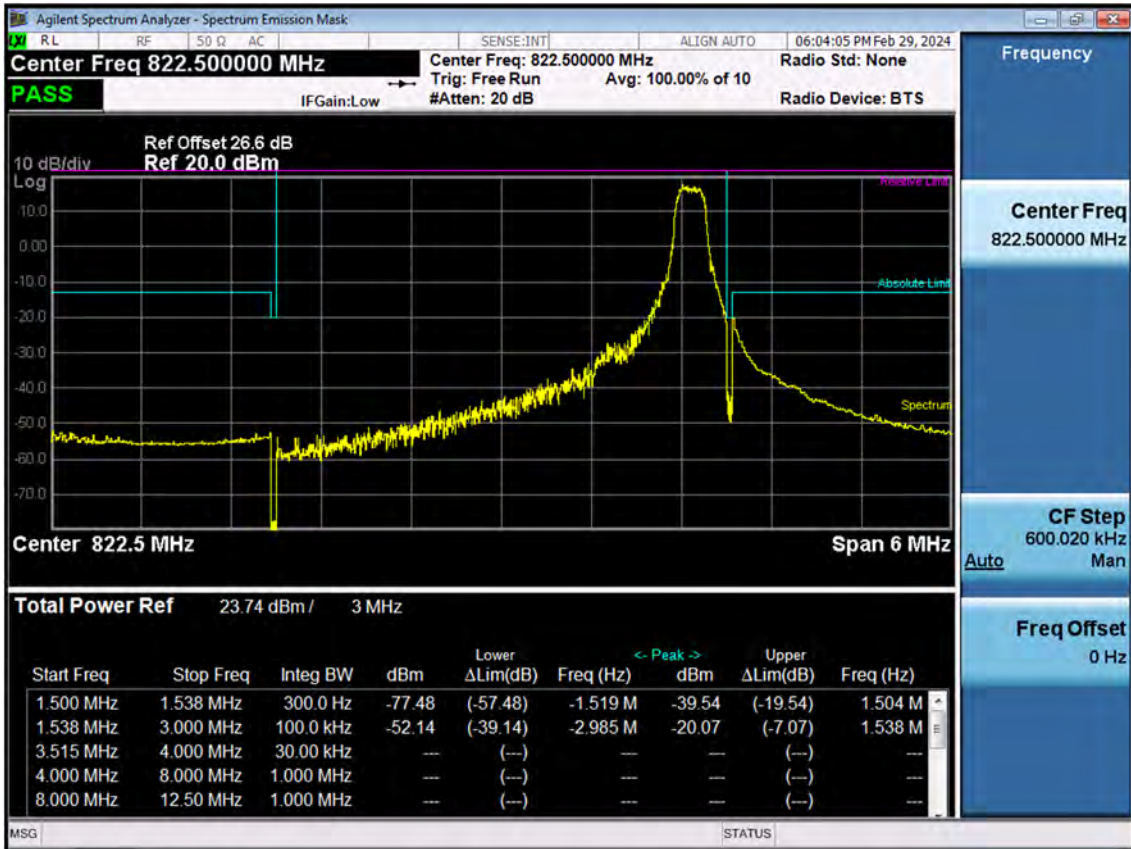 Agilent Spectrum Analyzer - Spectrum Emission Mask
LXI RL RF 50 Ω AC SENSE:INT ALIGN AUTO 06:04:05 PM Feb 29, 2024
Center Freq 822.500000 MHz
Center Freq: 822.500000 MHz Radio Std: None
Trig: Free Run Avg: 100.00% of 10
PASS IFGain:Low #Atten: 20 dB Radio Device: BTS
Ref Offset 26.6 dB
10 dB/div Ref 20.0 dBm
Log
Relative Limit
10.0
0.00
-10.0
Absolute Limit
-20.0
-30.0
-40.0
Spectrum
-50.0
-60.0
-70.0
Center 822.5 MHz Span 6 MHz
Total Power Ref 23.74 dBm / 3 MHz
Lower <- Peak -> Upper
Start Freq Stop Freq Integ BW dBm ΔLim(dB) Freq (Hz) dBm ΔLim(dB) Freq (Hz)
1.500 MHz 1.538 MHz 300.0 Hz -77.48 (-57.48) -1.519 M -39.54 (-19.54) 1.504 M
1.538 MHz 3.000 MHz 100.0 kHz -52.14 (-39.14) -2.985 M -20.07 (-7.07) 1.538 M
3.515 MHz 4.000 MHz 30.00 kHz --- (---) --- --- (---) ---
4.000 MHz 8.000 MHz 1.000 MHz --- (---) --- --- (---) ---
8.000 MHz 12.50 MHz 1.000 MHz --- (---) --- --- (---) ---
MSG STATUS
Frequency
Center Freq
822.500000 MHz
CF Step
600.020 kHz
Auto Man
Freq Offset
0 Hz